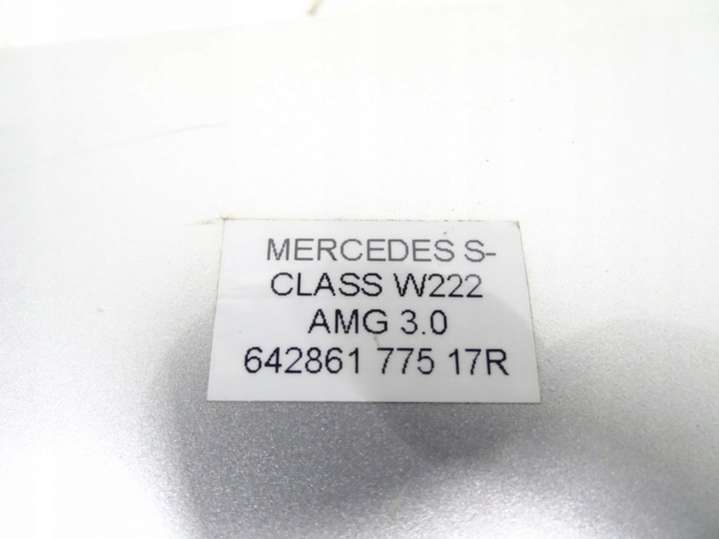 MERCEDES S-
CLASS W222
AMG 3.0
642861 775 17R